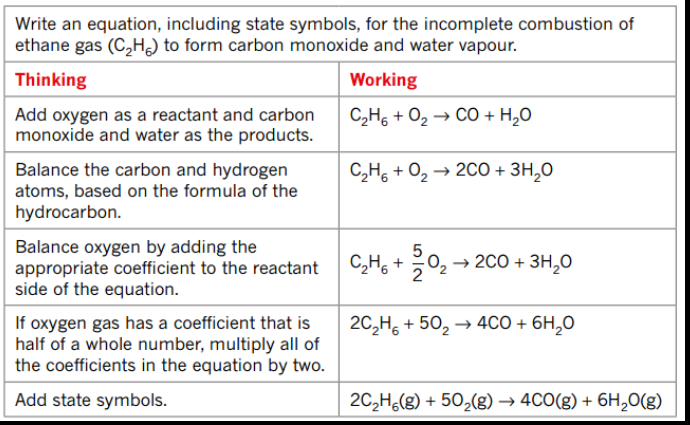 Write an equation, including state symbols, for the incomplete combustion of
ethane gas (C₂H₆) to form carbon monoxide and water vapour.
Thinking
Working
Add oxygen as a reactant and carbon
monoxide and water as the products.
C₂H₆ + O₂ → CO + H₂O
Balance the carbon and hydrogen
atoms, based on the formula of the
hydrocarbon.
C₂H₆ + O₂ → 2CO + 3H₂O
Balance oxygen by adding the
appropriate coefficient to the reactant
side of the equation.
C₂H₆ + 5/2 O₂ → 2CO + 3H₂O
If oxygen gas has a coefficient that is
half of a whole number, multiply all of
the coefficients in the equation by two.
2C₂H₆ + 5O₂ → 4CO + 6H₂O
Add state symbols.
2C₂H₆(g) + 5O₂(g) → 4CO(g) + 6H₂O(g)